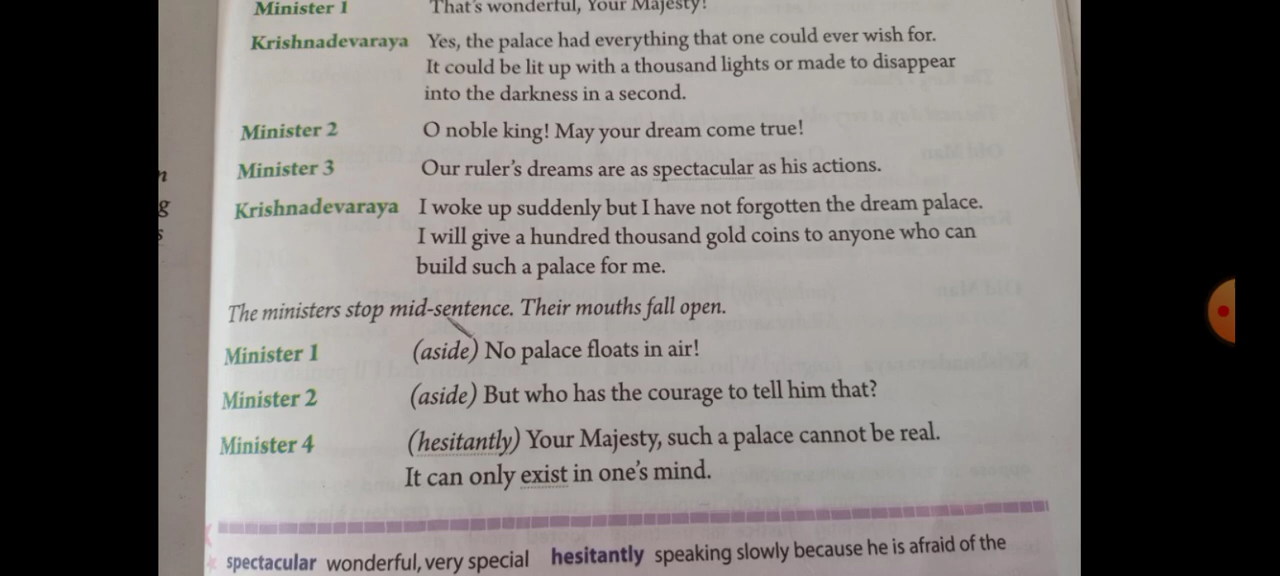 Minister 1 That's wonderful, Your Majesty!
Krishnadevaraya Yes, the palace had everything that one could ever wish for.
It could be lit up with a thousand lights or made to disappear
into the darkness in a second.
Minister 2 O noble king! May your dream come true!
Minister 3 Our ruler's dreams are as spectacular as his actions.
Krishnadevaraya I woke up suddenly but I have not forgotten the dream palace.
I will give a hundred thousand gold coins to anyone who can
build such a palace for me.
The ministers stop mid-sentence. Their mouths fall open.
Minister 1 (aside) No palace floats in air!
Minister 2 (aside) But who has the courage to tell him that?
Minister 4 (hesitantly) Your Majesty, such a palace cannot be real.
It can only exist in one's mind.
spectacular wonderful, very special hesitantly speaking slowly because he is afraid of the